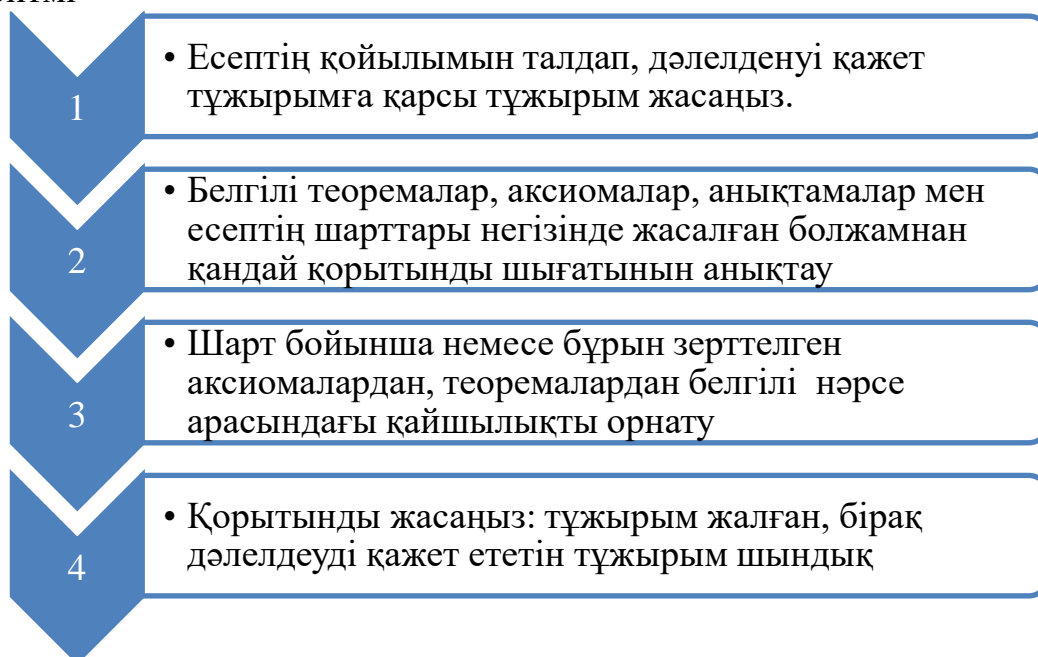 1
• Есептің қойылымын талдап, дәлелденуі қажет
тұжырымға қарсы тұжырым жасаңыз.
2
• Белгілі теоремалар, аксиомалар, анықтамалар мен
есептің шарттары негізінде жасалған болжамнан
қандай қорытынды шығатынын анықтау
3
• Шарт бойынша немесе бұрын зерттелген
аксиомалардан, теоремалардан белгілі нәрсе
арасындағы қайшылықты орнату
4
• Қорытынды жасаңыз: тұжырым жалған, бірақ
дәлелдеуді қажет ететін тұжырым шындық